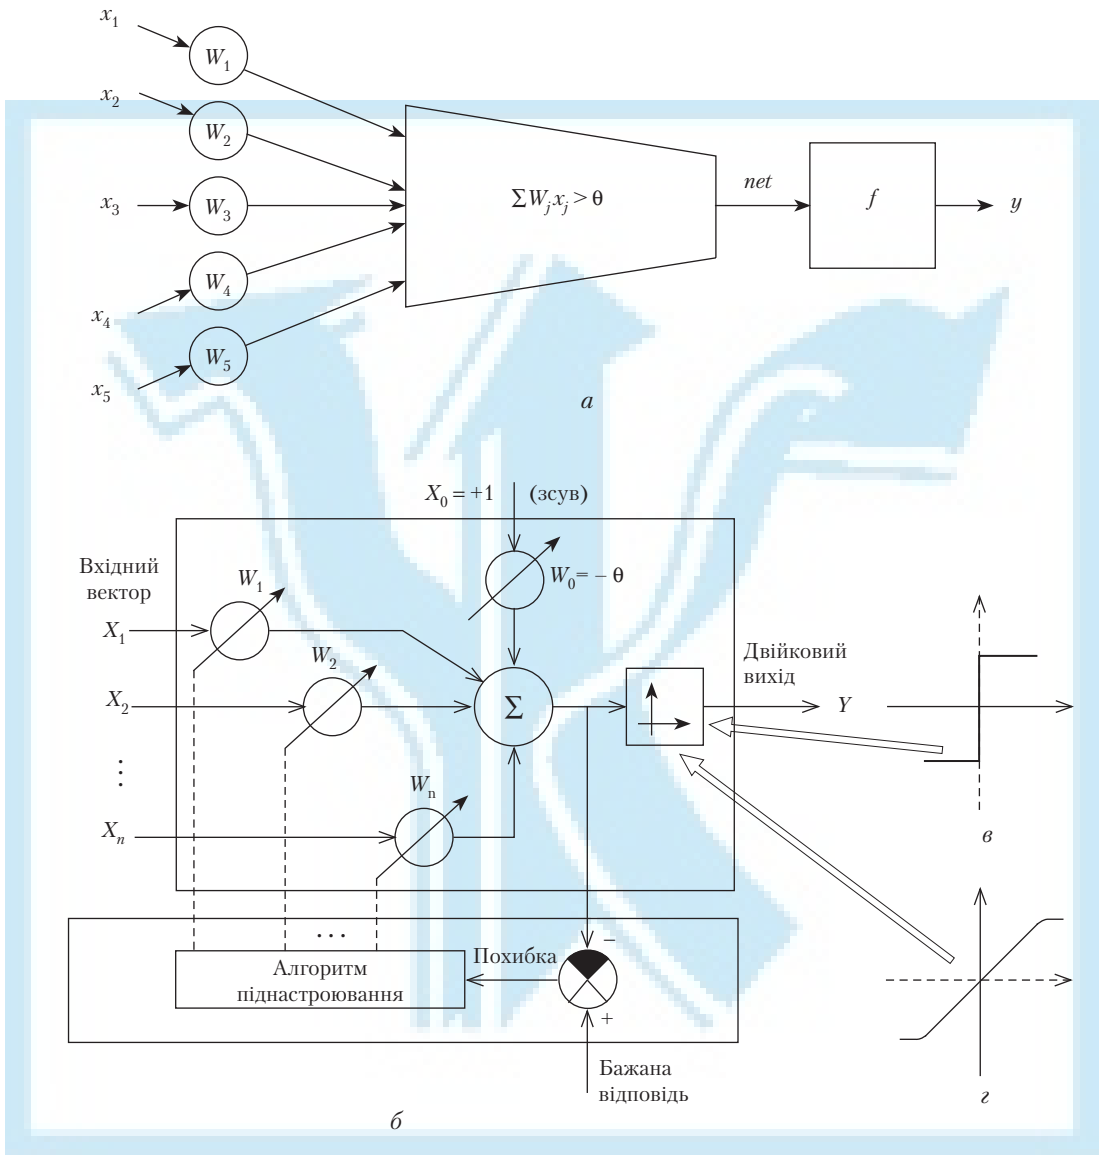 x1
W1
x2
W2
x3
W3
x4
W4
x5
W5
ΣWjxj > θ
net
f
y
а
X0 = +1 (зсув)
W0 = – θ
Вхідний
вектор
W1
X1
W2
X2
⋮
Wn
Xn
Σ
Двійковий
вихід
Y
в
...
Алгоритм
піднастроювання
Похибка
–
+
Бажана
відповідь
б
г